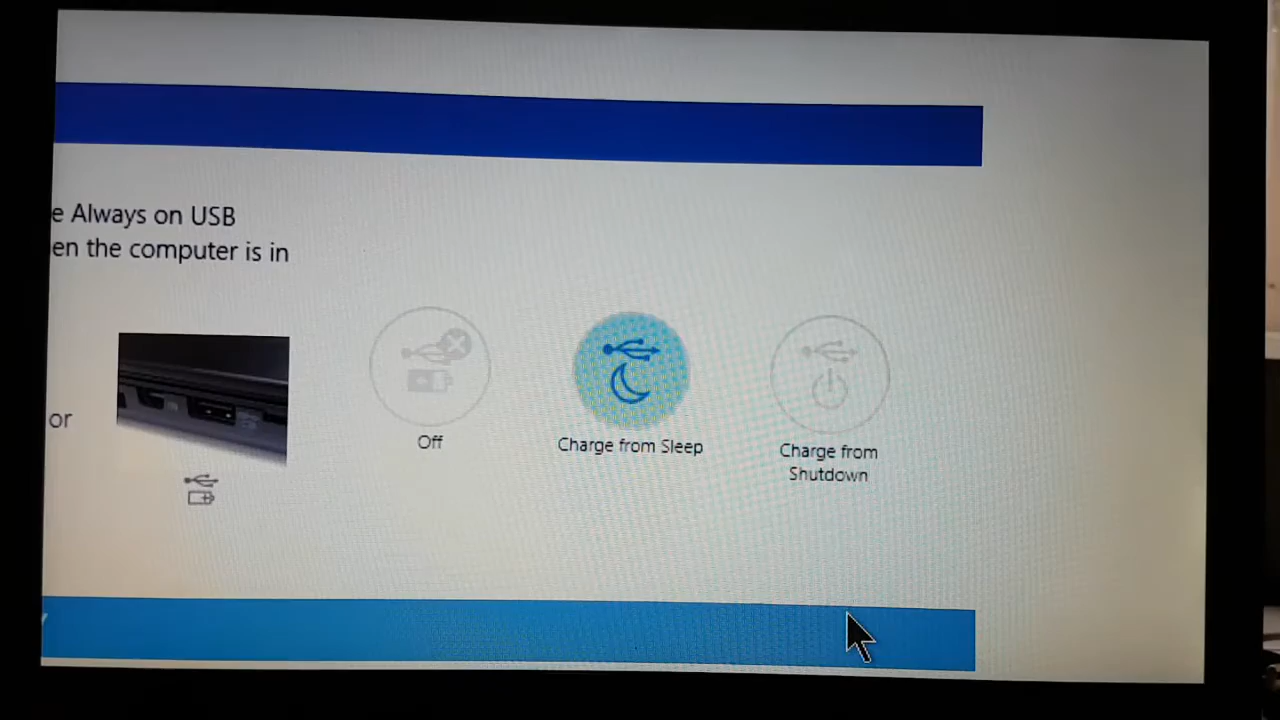 e Always on USB
en the computer is in
or
Off
Charge from Sleep
Charge from
Shutdown